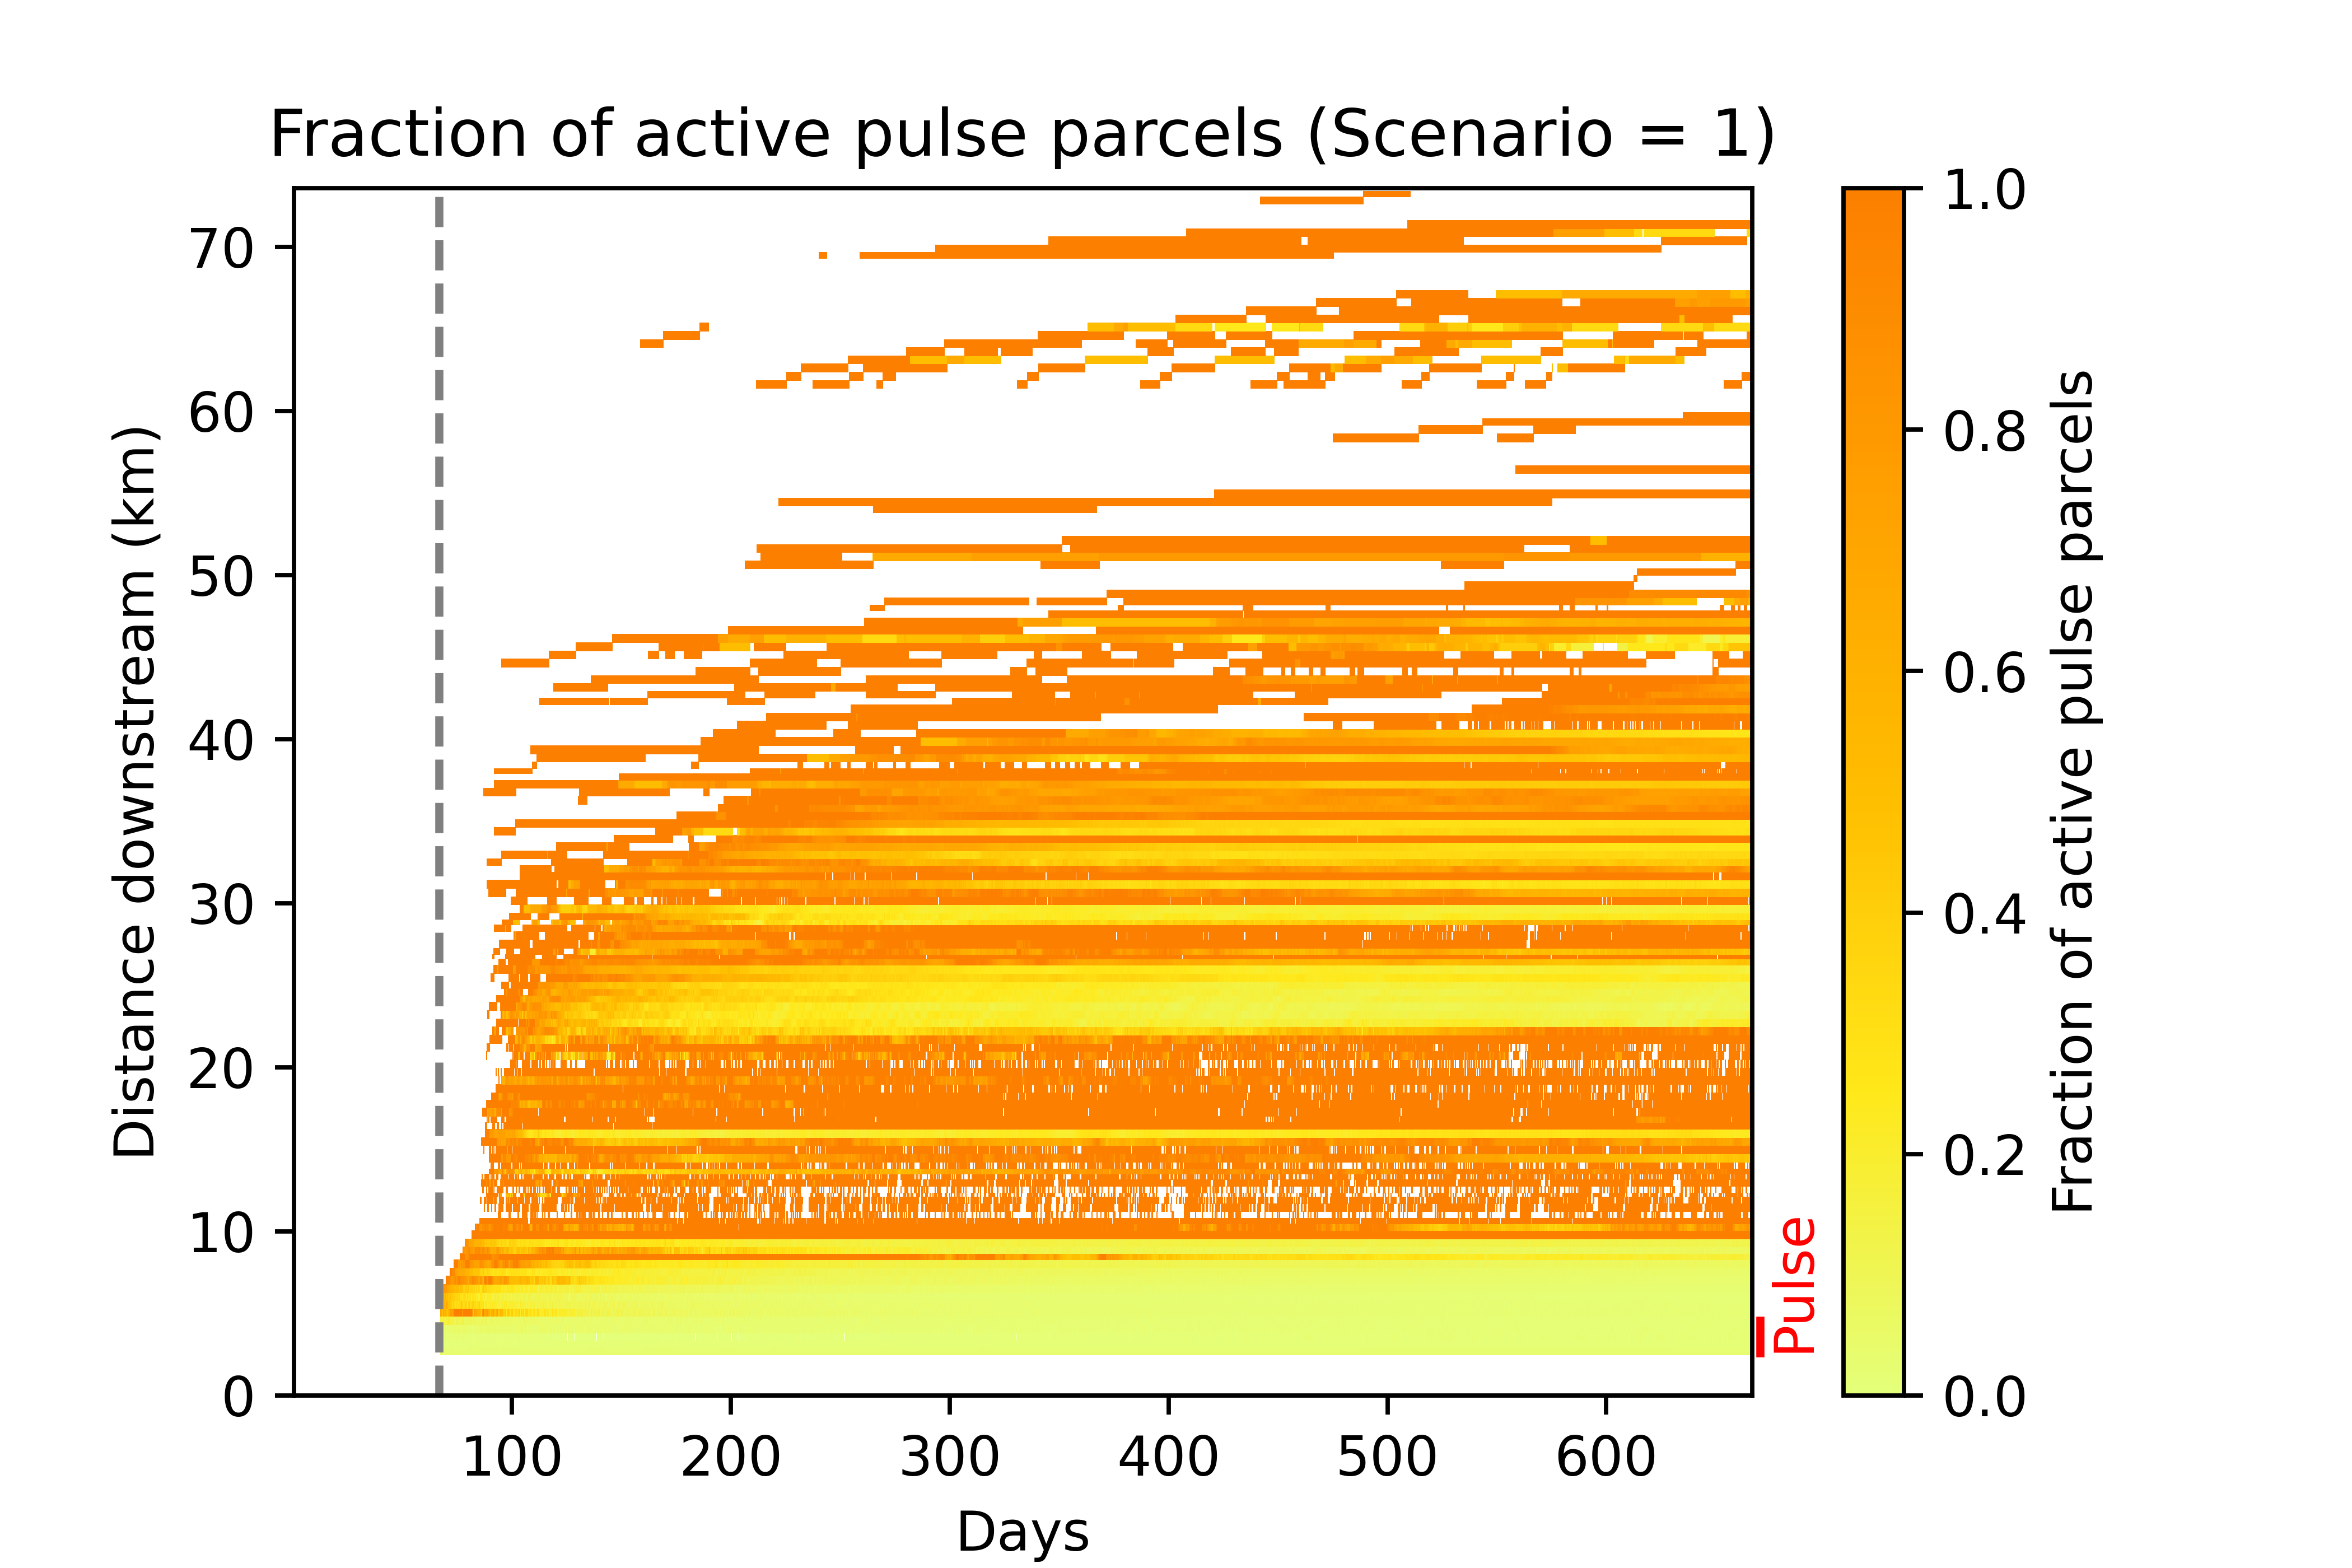 Fraction of active pulse parcels (Scenario = 1)
Distance downstream (km)
70
60
50
40
30
20
10
0
100 200 300 400 500 600
Days
Pulse
1.0
0.8
0.6
0.4
0.2
0.0
Fraction of active pulse parcels